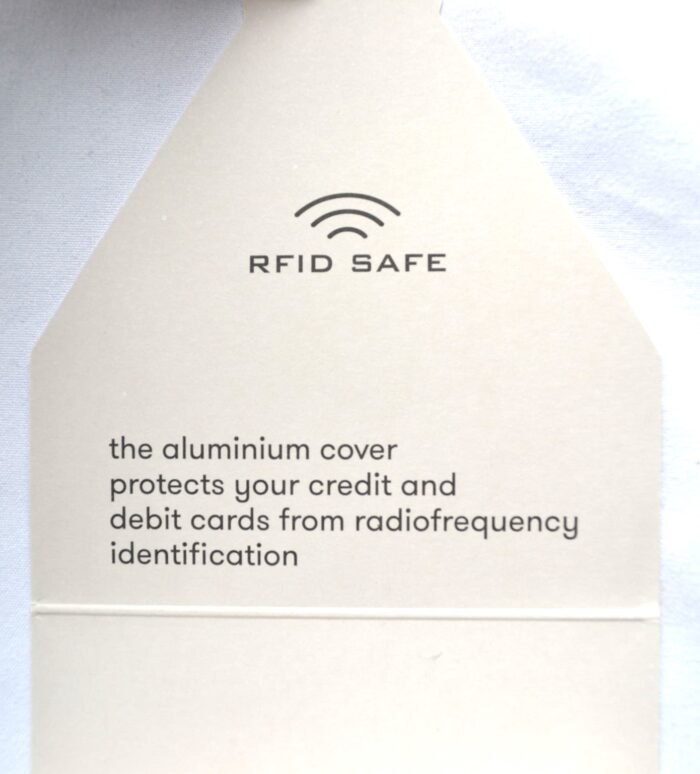 RFID SAFE
the aluminium cover
protects your credit and
debit cards from radiofrequency
identification